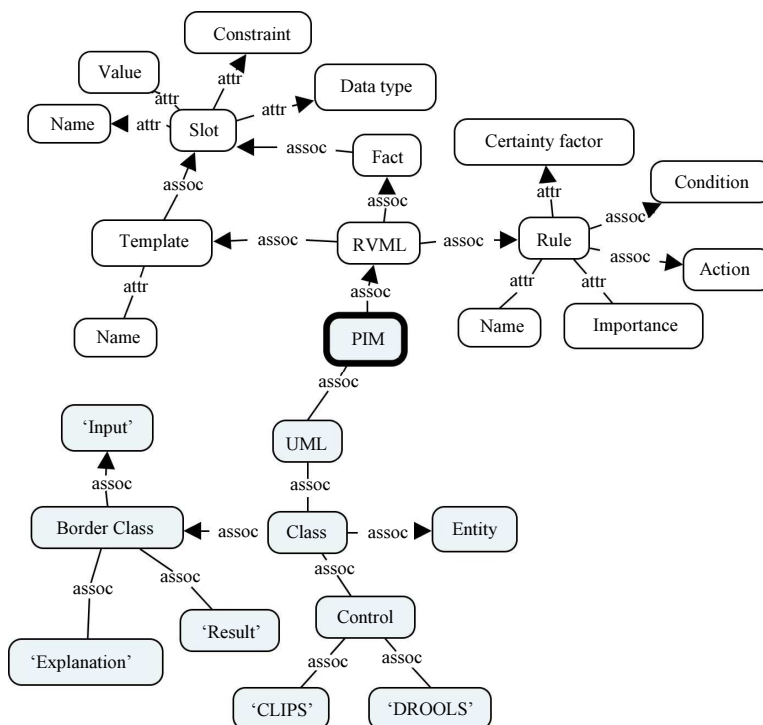 Constraint
Value
attr
Data type
attr
attr
Name
attr
Slot
assoc
Fact
Certainty factor
Condition
assoc
assoc
attr
assoc
Template
assoc
RVML
assoc
Rule
assoc
Action
attr
assoc
attr
attr
Name
PIM
Name
Importance
assoc
‘Input’
UML
assoc
assoc
Border Class
assoc
Class
assoc
Entity
assoc
assoc
assoc
Control
‘Result’
‘Explanation’
assoc
assoc
‘CLIPS’
‘DROOLS’